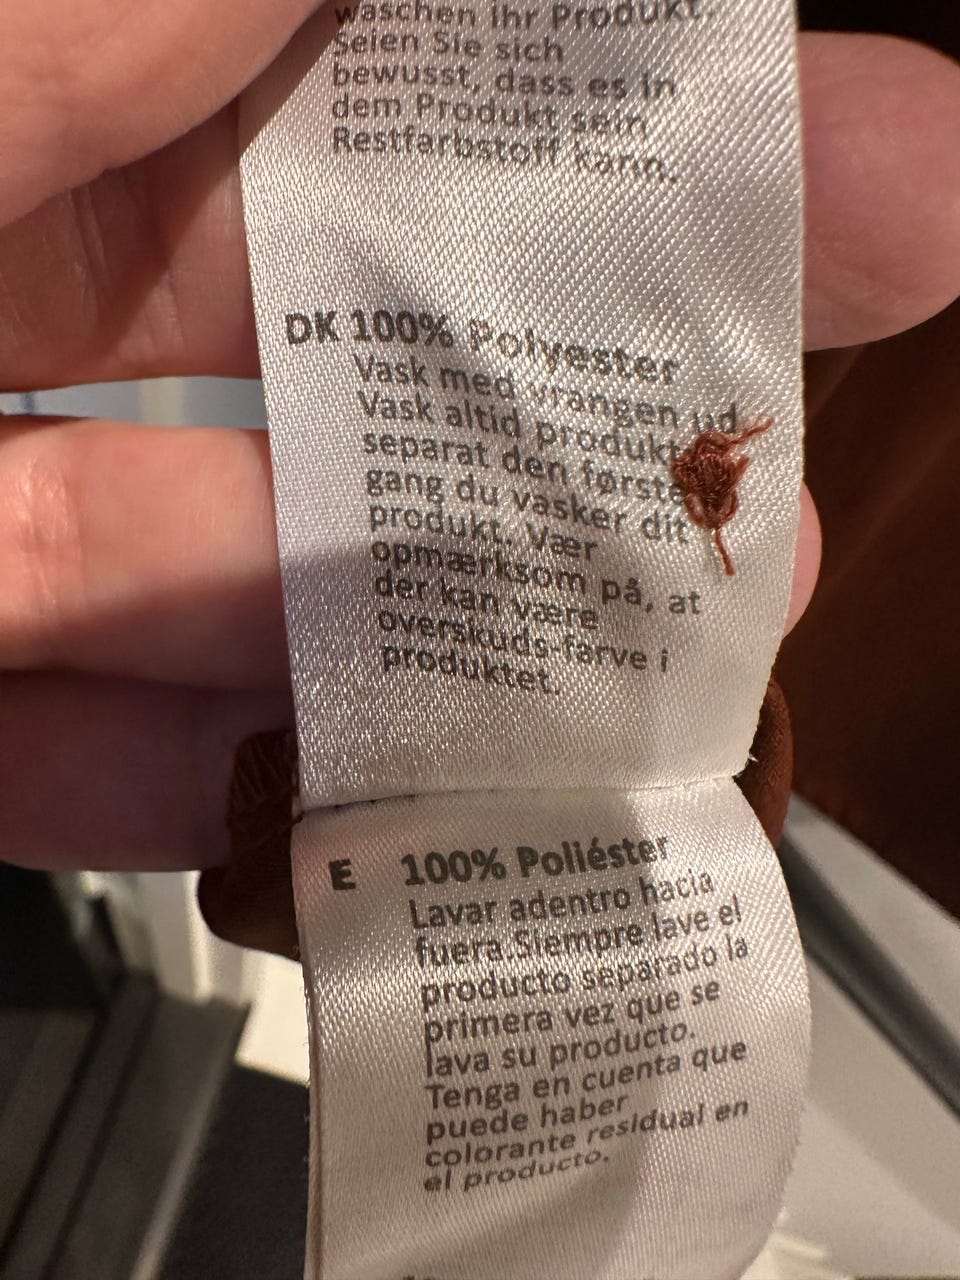 waschen Ihr Produkt.
Seien Sie sich
bewusst, dass es in
dem Produkt sein
Restfarbstoff kann.
DK 100% Polyester
Vask med vrangen ud
Vask altid produkt
separat den første
gang du vasker dit
produkt. Vær
opmærksom på, at
der kan være
overskuds-farve i
produktet.
E 100% Poliéster
Lavar adentro hacia
fuera.Siempre lave el
producto separado la
primera vez que se
lava su producto.
Tenga en cuenta que
puede haber
colorante residual en
el producto.